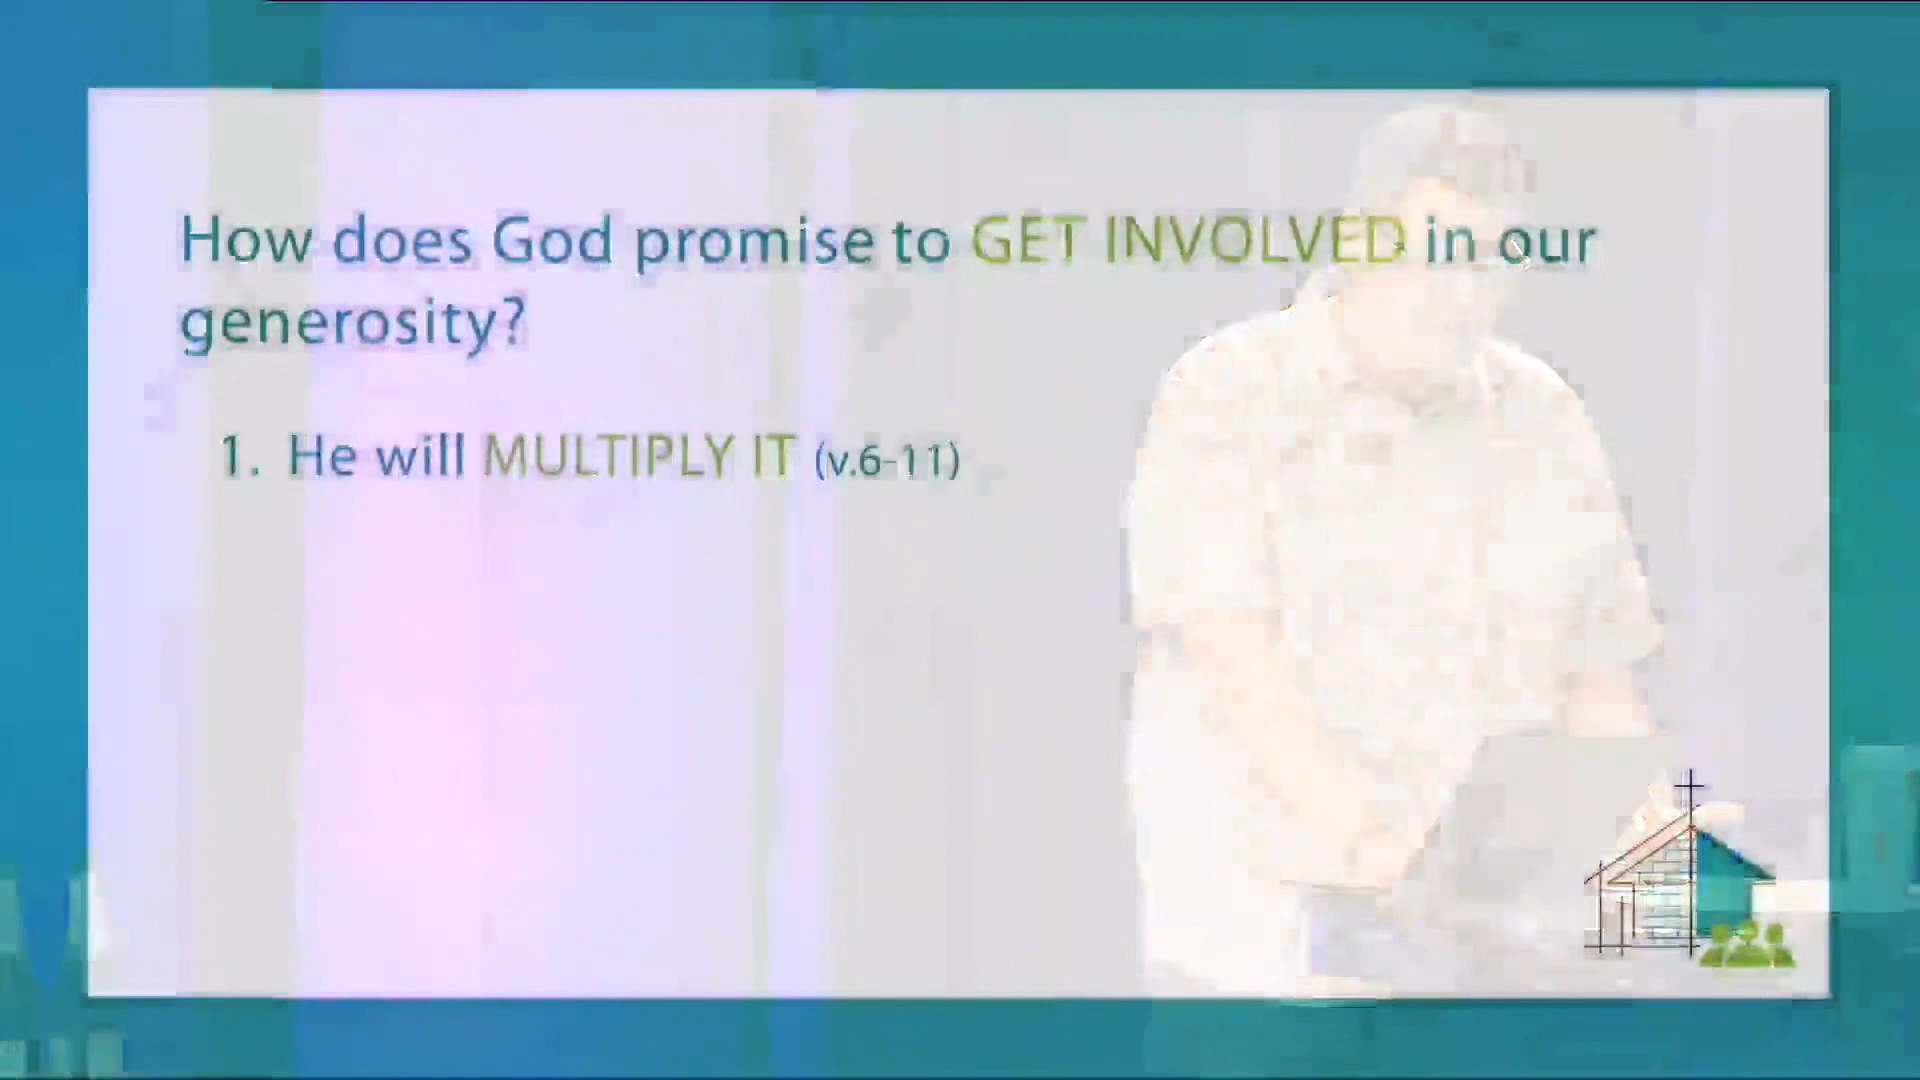 How does God promise to GET INVOLVED in our
generosity?
1. He will MULTIPLY IT (v.6-11)